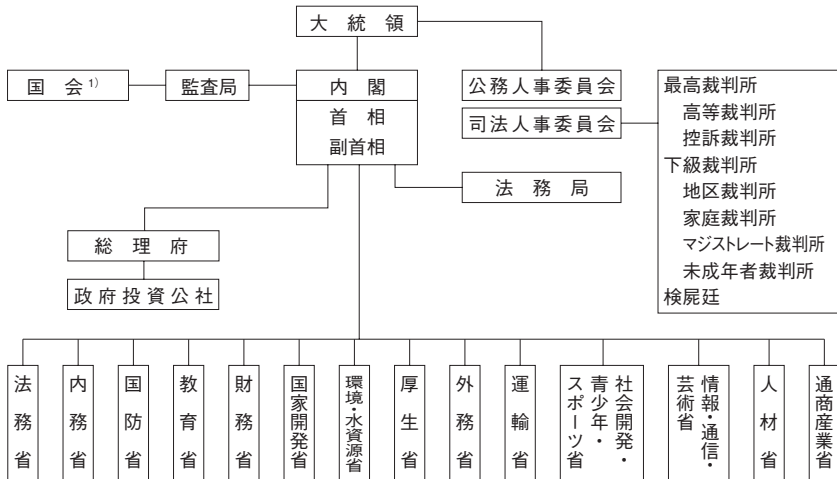 大統領
国会1)
監査局
内閣
首相
副首相
公務人事委員会
司法人事委員会
最高裁判所
高等裁判所
控訴裁判所
下級裁判所
地区裁判所
家庭裁判所
マジストレート裁判所
未成年者裁判所
検屍廷
法務局
総理府
政府投資公社
法務省
内務省
国防省
教育省
財務省
国家開発省
環境・水資源省
厚生省
外務省
運輸省
社会開発・
青少年・
スポーツ省
情報・通信・
芸術省
人材省
通商産業省